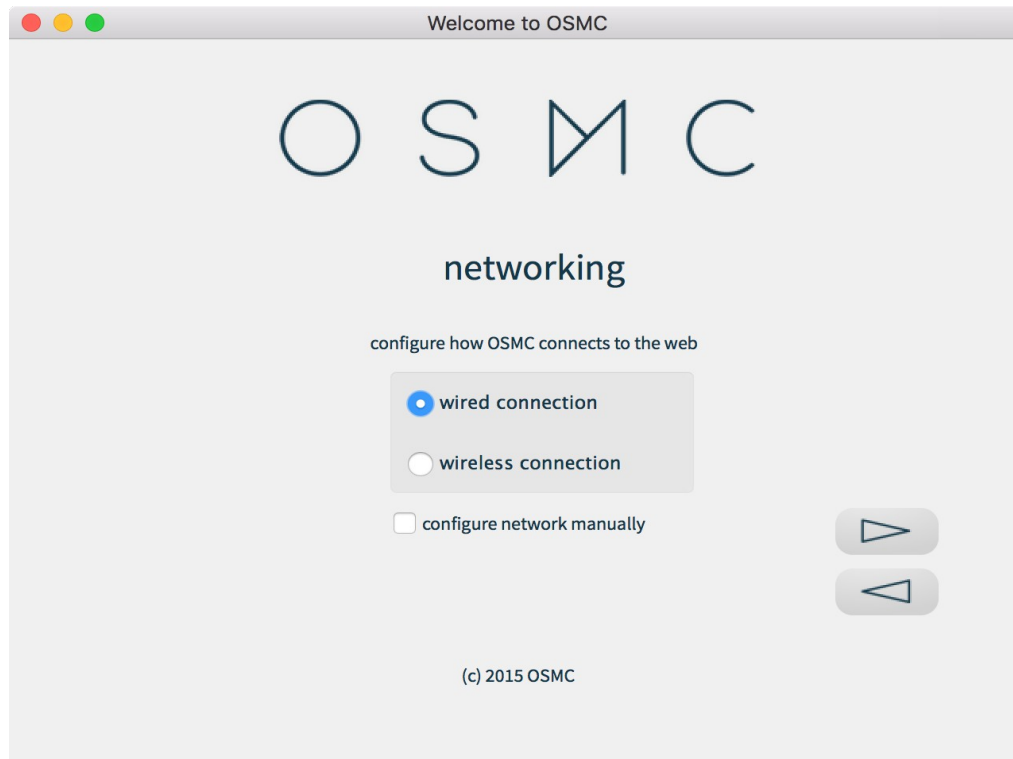 Welcome to OSMC
OSMC
networking
configure how OSMC connects to the web
wired connection
wireless connection
configure network manually
(c) 2015 OSMC